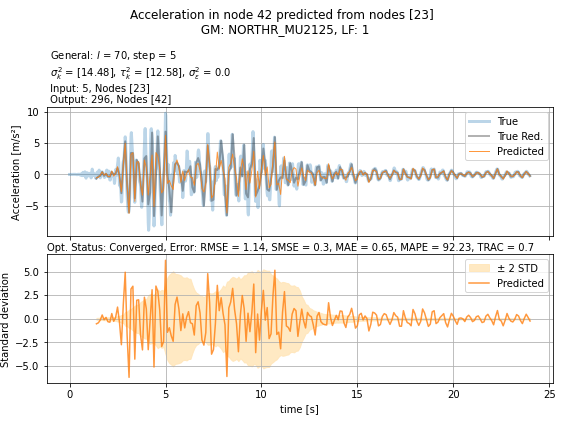 Acceleration in node 42 predicted from nodes [23]
GM: NORTHR_MU2125, LF: 1
General: l = 70, step = 5
σ²ₖ = [14.48], τ²ₖ = [12.58], σ²ε = 0.0
Input: 5, Nodes [23]
Output: 296, Nodes [42]
Acceleration [m/s²]
10
5
0
−5
True
True Red.
Predicted
Opt. Status: Converged, Error: RMSE = 1.14, SMSE = 0.3, MAE = 0.65, MAPE = 92.23, TRAC = 0.7
Standard deviation
5.0
2.5
0.0
−2.5
−5.0
± 2 STD
Predicted
0 5 10 15 20 25
time [s]